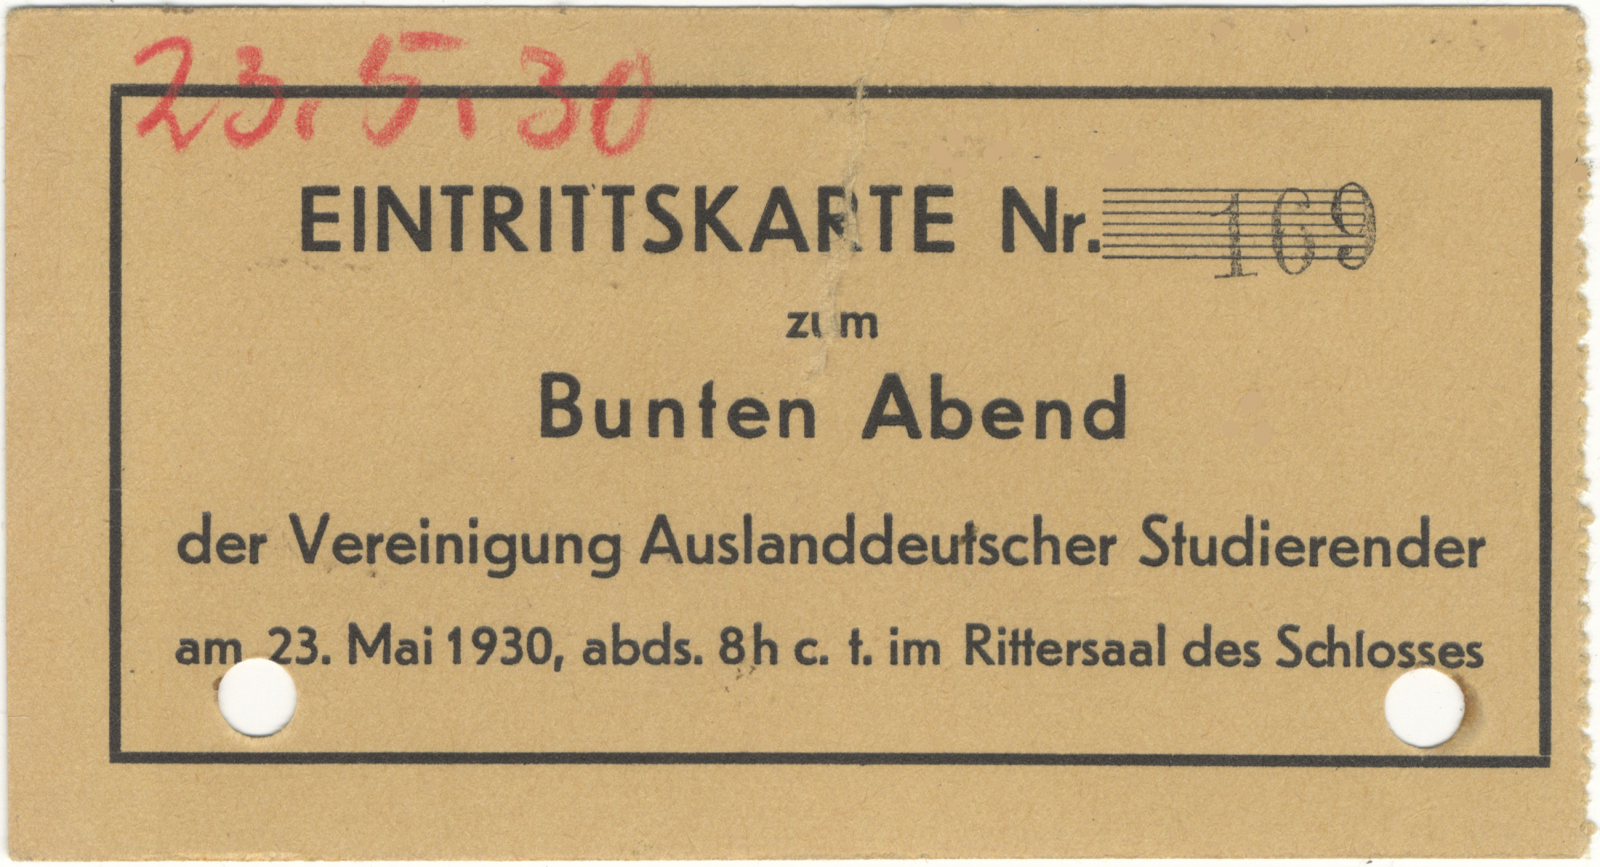 23. 5. 30
EINTRITTSKARTE Nr. 169
zum
Bunten Abend
der Vereinigung Auslanddeutscher Studierender
am 23. Mai 1930, abds. 8h c. t. im Rittersaal des Schlosses